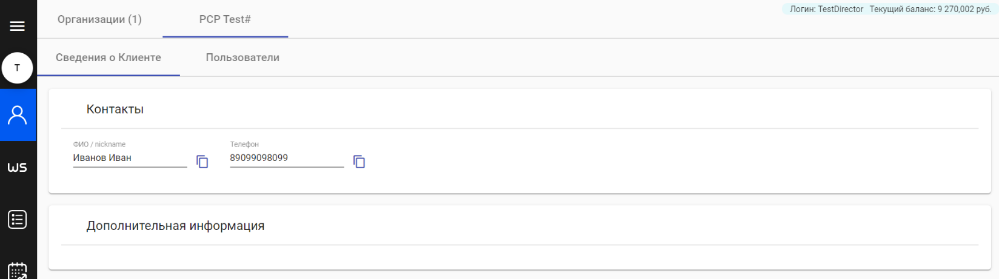 Логин: TestDirector Текущий баланс: 9 270,002 руб.
Организации (1) PCP Test#
T
Сведения о Клиенте Пользователи
Контакты
ФИО / nickname Телефон
Иванов Иван 89099098099
WS
Дополнительная информация